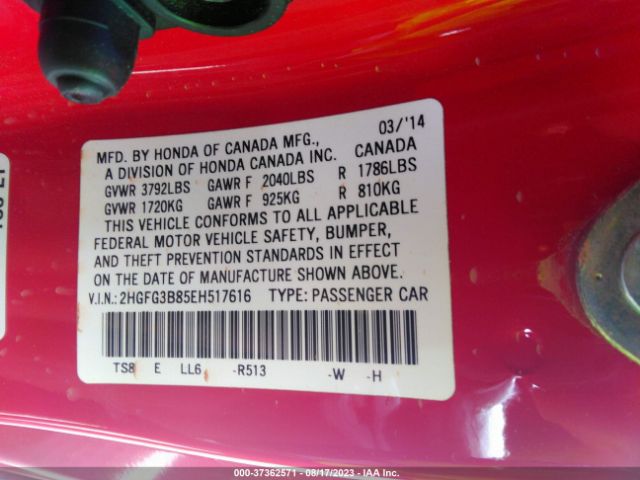 03/'14
MFD. BY HONDA OF CANADA MFG., CANADA
A DIVISION OF HONDA CANADA INC.
GVWR 3792LBS GAWR F 2040LBS R 1786LBS
GVWR 1720KG GAWR F 925KG R 810KG
THIS VEHICLE CONFORMS TO ALL APPLICABLE
FEDERAL MOTOR VEHICLE SAFETY, BUMPER,
AND THEFT PREVENTION STANDARDS IN EFFECT
ON THE DATE OF MANUFACTURE SHOWN ABOVE.
V.I.N.:2HGFG3B85EH517616 TYPE: PASSENGER CAR
TS8 E LL6 -R513 -W -H
000-37362571 - 08/17/2023 - IAA Inc.